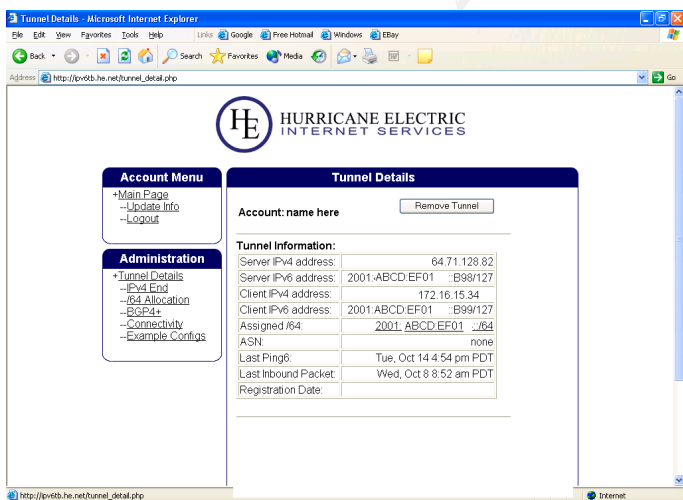 Tunnel Details - Microsoft Internet Explorer
File Edit View Favorites Tools Help Links Google Free Hotmail Windows EBay
Back Search Favorites Media
Address http://ipv6tb.he.net/tunnel_detail.php Go
HE HURRICANE ELECTRIC
INTERNET SERVICES
Account Menu
+Main Page
--Update Info
--Logout
Administration
+Tunnel Details
--IPv4 End
--/64 Allocation
--BGP4+
--Connectivity
--Example Configs
Tunnel Details
Account: name here Remove Tunnel
Tunnel Information:
Server IPv4 address: 64.71.128.82
Server IPv6 address: 2001:ABCD:EF01 ::B98/127
Client IPv4 address: 172.16.15.34
Client IPv6 address: 2001:ABCD:EF01 ::B99/127
Assigned /64: 2001: ABCD:EF01 .::/64
ASN: none
Last Ping6: Tue, Oct 14 4:54 pm PDT
Last Inbound Packet: Wed, Oct 8 8:52 am PDT
Registration Date:
http://ipv6tb.he.net/tunnel_detail.php Internet